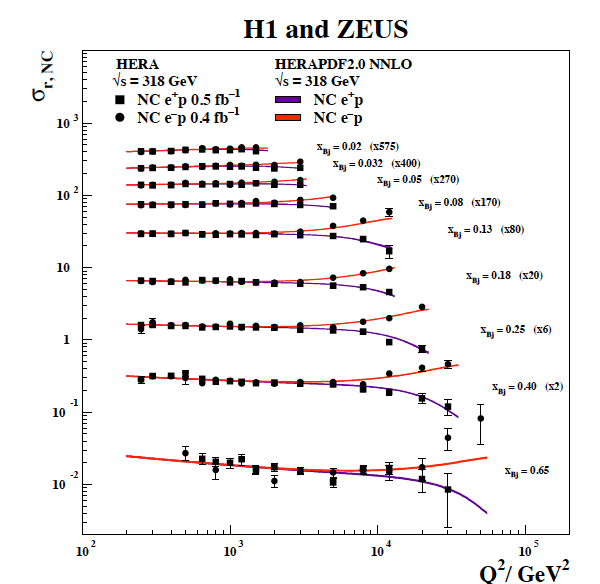 H1 and ZEUS
σr, NC
HERA
√s = 318 GeV
NC e+p 0.5 fb−1
NC e−p 0.4 fb−1
HERAPDF2.0 NNLO
√s = 318 GeV
NC e+p
NC e−p
10 3
10 2
10
1
10 -1
10 -2
xBj = 0.02 (x575)
xBj = 0.032 (x400)
xBj = 0.05 (x270)
xBj = 0.08 (x170)
xBj = 0.13 (x80)
xBj = 0.18 (x20)
xBj = 0.25 (x6)
xBj = 0.40 (x2)
xBj = 0.65
10 2
10 3
10 4
10 5
Q2/ GeV2